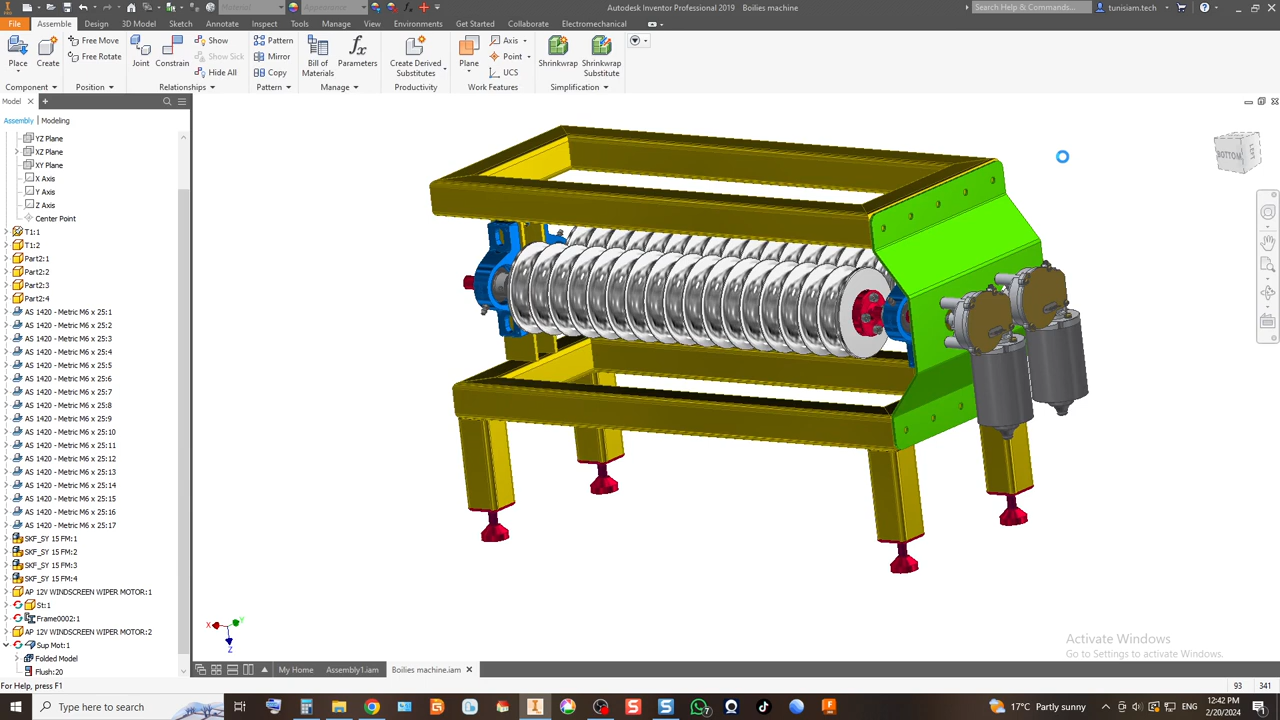 Material
Appearance
Autodesk Inventor Professional 2019 Boilies machine
Search Help & Commands...
tunisiam.tech
File Assemble Design 3D Model Sketch Annotate Inspect Tools Manage View Environments Get Started Collaborate Electromechanical
Place Create Free Move Free Rotate Joint Constrain Show Show Sick Hide All Pattern Mirror Copy Bill of Materials Parameters Create Derived Substitutes Plane Axis Point UCS Shrinkwrap Shrinkwrap Substitute
Component Position Relationships Pattern Manage Productivity Work Features Simplification
Model
Assembly | Modeling
YZ Plane
XZ Plane
XY Plane
X Axis
Y Axis
Z Axis
Center Point
T1:1
T1:2
Part2:1
Part2:2
Part2:3
Part2:4
AS 1420 - Metric M6 x 25:1
AS 1420 - Metric M6 x 25:2
AS 1420 - Metric M6 x 25:3
AS 1420 - Metric M6 x 25:4
AS 1420 - Metric M6 x 25:5
AS 1420 - Metric M6 x 25:6
AS 1420 - Metric M6 x 25:7
AS 1420 - Metric M6 x 25:8
AS 1420 - Metric M6 x 25:9
AS 1420 - Metric M6 x 25:10
AS 1420 - Metric M6 x 25:11
AS 1420 - Metric M6 x 25:12
AS 1420 - Metric M6 x 25:13
AS 1420 - Metric M6 x 25:14
AS 1420 - Metric M6 x 25:15
AS 1420 - Metric M6 x 25:16
AS 1420 - Metric M6 x 25:17
SKF_SY 15 FM:1
SKF_SY 15 FM:2
SKF_SY 15 FM:3
SKF_SY 15 FM:4
AP 12V WINDSCREEN WIPER MOTOR:1
St:1
Frame0002:1
AP 12V WINDSCREEN WIPER MOTOR:2
Sup Mot:1
Folded Model
Flush:20
BOTTOM
X Y
Z
Activate Windows
Go to Settings to activate Windows.
My Home Assembly1.iam Boilies machine.iam
For Help, press F1
93 341
Type here to search
17°C Partly sunny
12:42 PM
2/20/2024